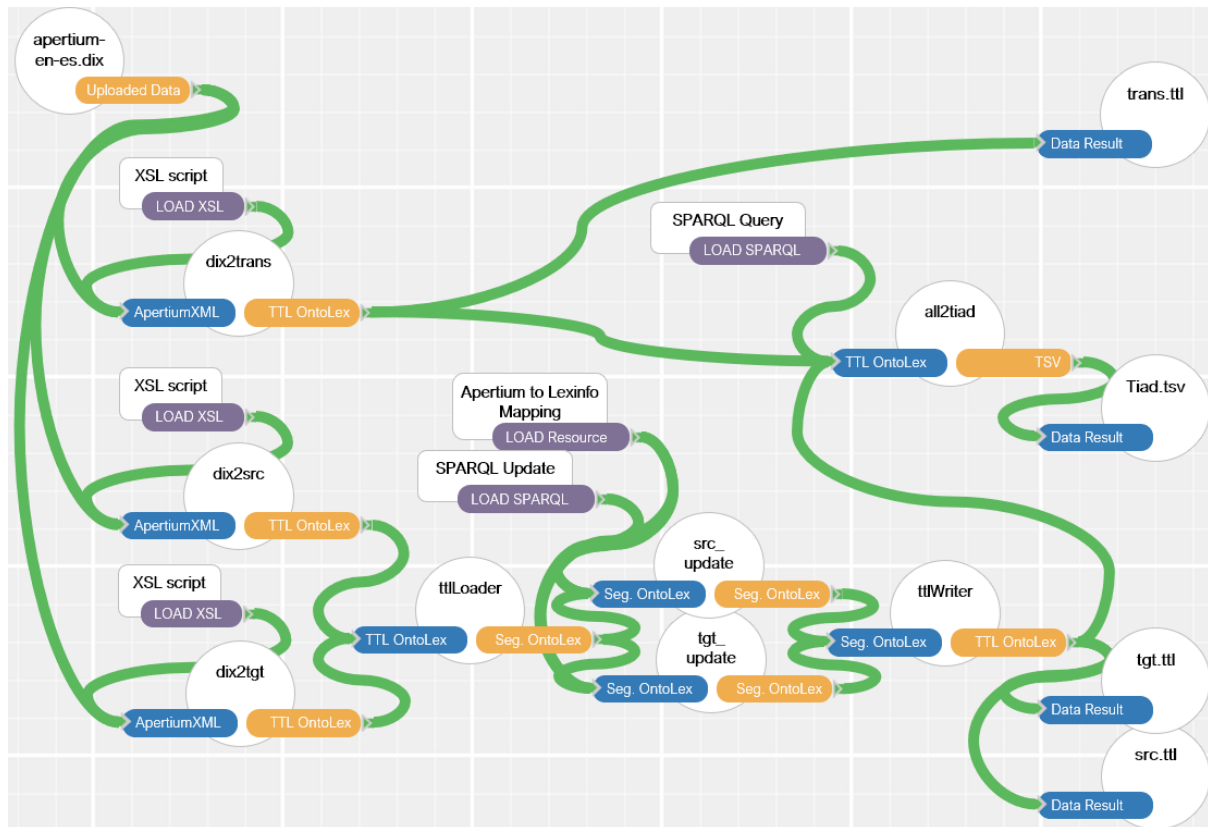 apertium-
en-es.dix
Uploaded Data
trans.ttl
Data Result
XSL script
LOAD XSL
dix2trans
ApertiumXML
TTL OntoLex
SPARQL Query
LOAD SPARQL
all2tiad
TTL OntoLex
TSV
Tiad.tsv
Data Result
XSL script
LOAD XSL
dix2src
ApertiumXML
TTL OntoLex
Apertium to Lexinfo
Mapping
LOAD Resource
SPARQL Update
LOAD SPARQL
XSL script
LOAD XSL
dix2tgt
ApertiumXML
TTL OntoLex
ttlLoader
TTL OntoLex
Seg. OntoLex
src_
update
Seg. OntoLex
Seg. OntoLex
tgt_
update
Seg. OntoLex
Seg. OntoLex
ttlWriter
Seg. OntoLex
TTL OntoLex
tgt.ttl
Data Result
src.ttl
Data Result